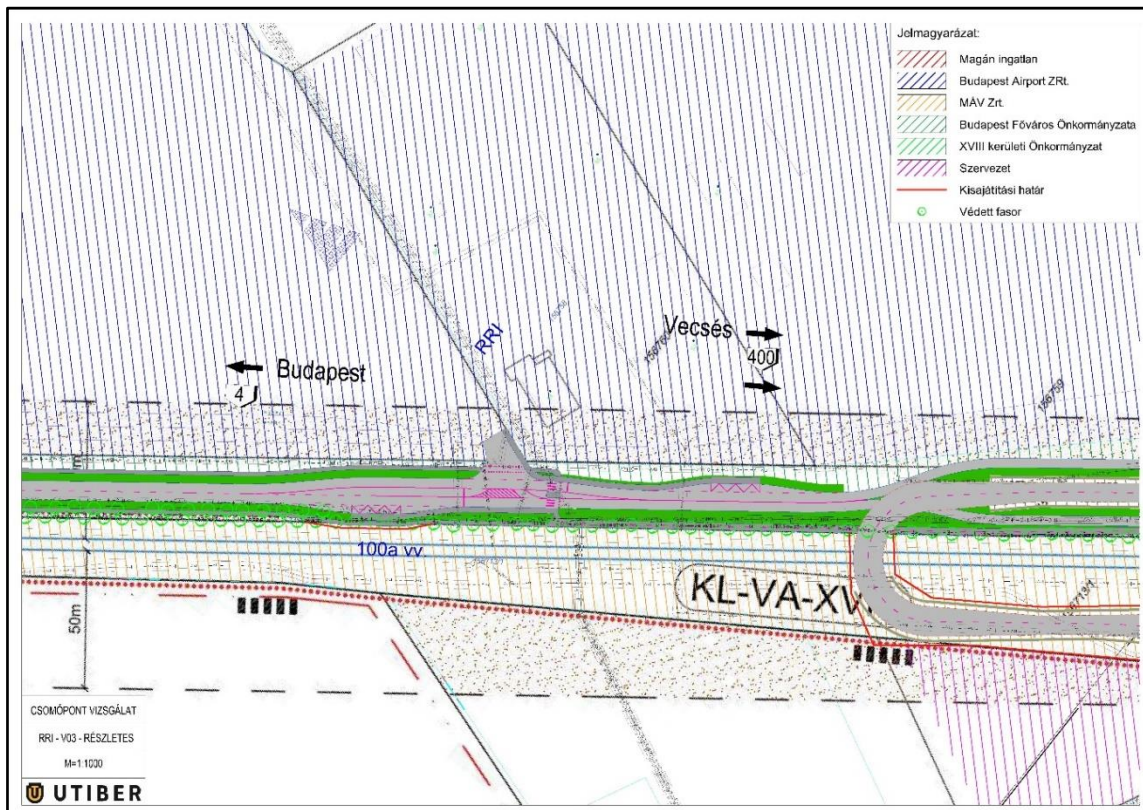 Jelmagyarázat:
Magán ingatlan
Budapest Airport ZRt.
MÁV Zrt.
Budapest Főváros Önkormányzata
XVIII kerületi Önkormányzat
Szervezet
Kisajátítási határ
Védett fasor
RRI
Vecsés
156760
400
Budapest
4
156759
100a vv
KL-VA-XV
50m
CSOMÓPONT VIZSGÁLAT
RRI - V03 - RÉSZLETES
M=1:1000
UTIBER